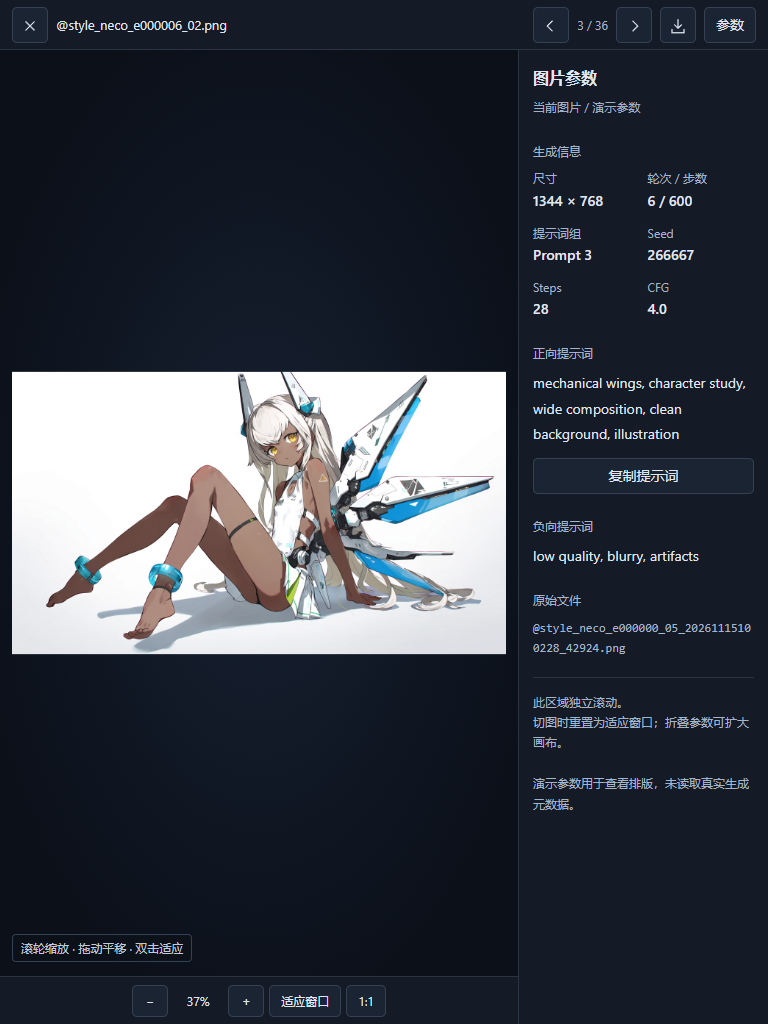 @style_neco_e000006_02.png
3 / 36
参数
图片参数
当前图片 / 演示参数
生成信息
尺寸
轮次 / 步数
1344 × 768
6 / 600
提示词组
Seed
Prompt 3
266667
Steps
CFG
28
4.0
正向提示词
mechanical wings, character study,
wide composition, clean
background, illustration
复制提示词
负向提示词
low quality, blurry, artifacts
原始文件
@style_neco_e000000_05_2026111510
0228_42924.png
此区域独立滚动。
切图时重置为适应窗口；折叠参数可扩大
画布。
演示参数用于查看排版，未读取真实生成
元数据。
滚轮缩放 · 拖动平移 · 双击适应
−
37%
+
适应窗口
1:1